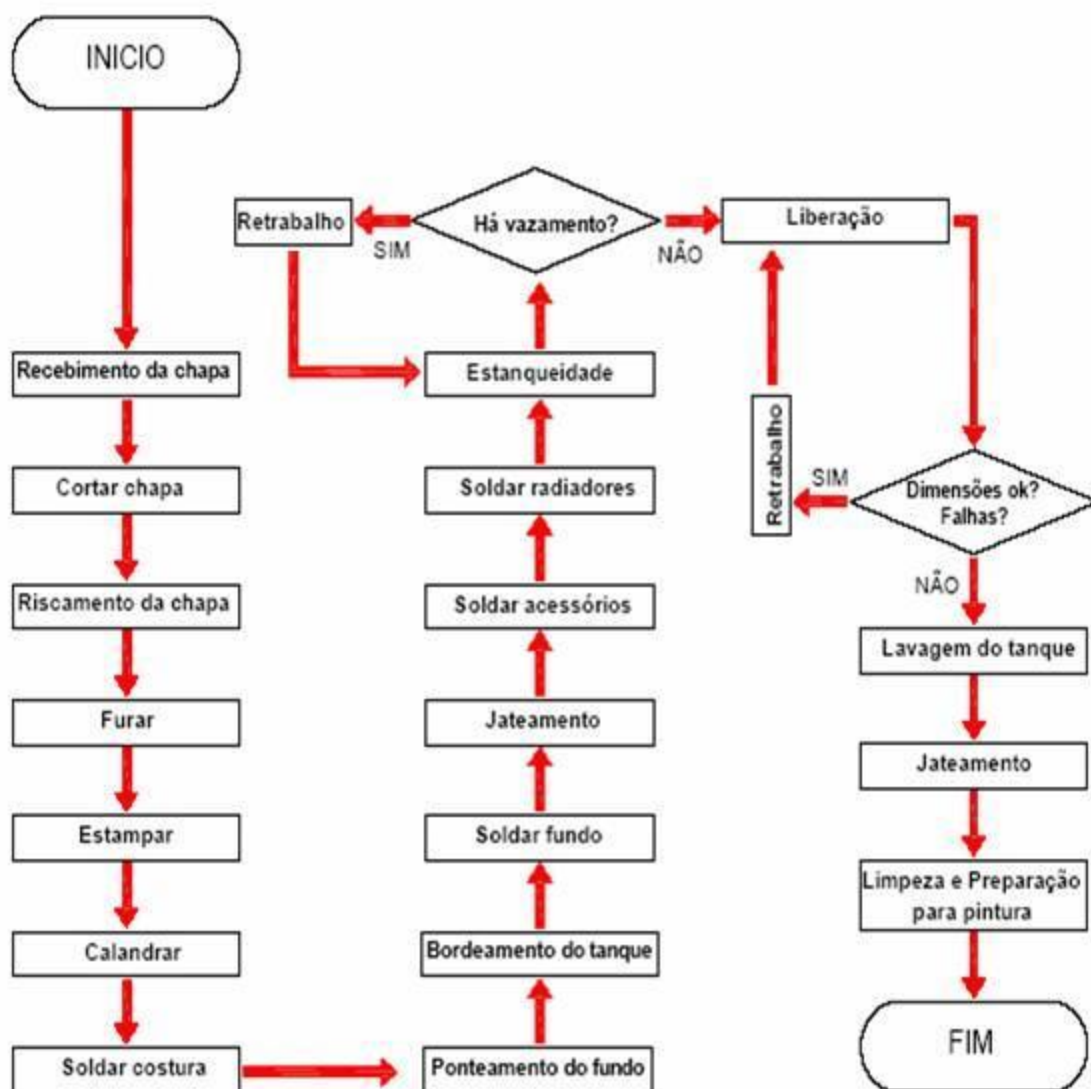 INICIO
Recebimento da chapa
Cortar chapa
Riscamento da chapa
Furar
Estampar
Calandrar
Soldar costura
Ponteamento do fundo
Bordeamento do tanque
Soldar fundo
Jateamento
Soldar acessórios
Soldar radiadores
Estanqueidade
Há vazamento?
SIM
Retrabalho
NÃO
Liberação
Dimensões ok?
Falhas?
SIM
Retrabalho
NÃO
Lavagem do tanque
Jateamento
Limpeza e Preparação
para pintura
FIM